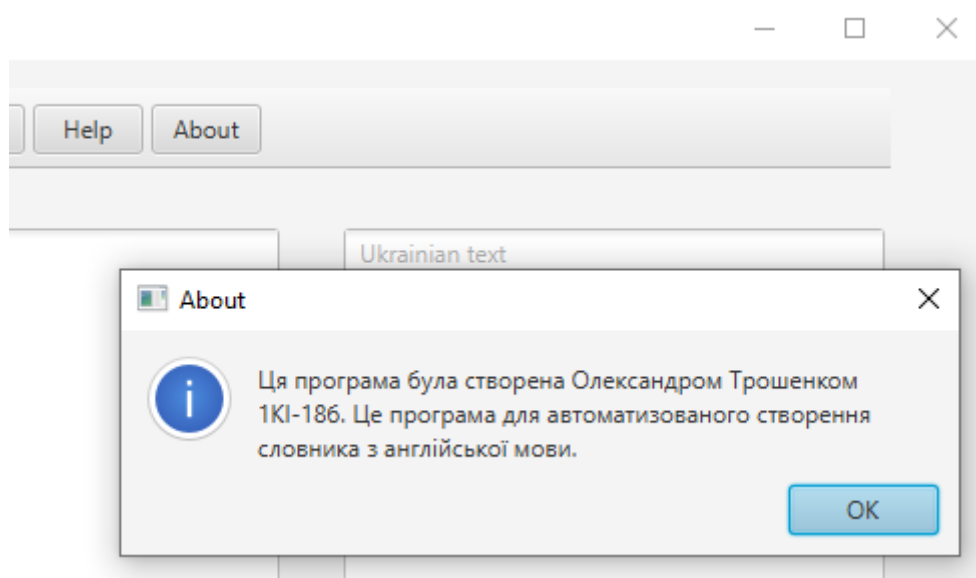 Help About
Ukrainian text
About
Ця програма була створена Олександром Трошенком
1КІ-18б. Це програма для автоматизованого створення
словника з англійської мови.
OK